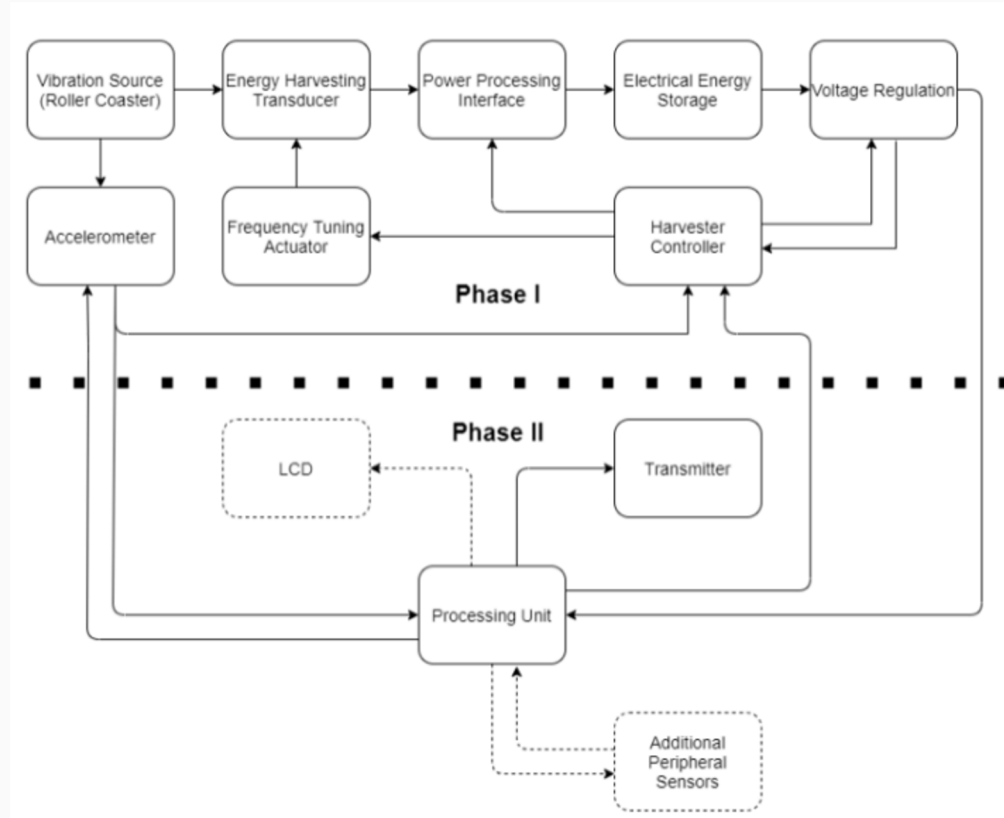 Vibration Source
(Roller Coaster)
Energy Harvesting
Transducer
Power Processing
Interface
Electrical Energy
Storage
Voltage Regulation
Accelerometer
Frequency Tuning
Actuator
Harvester
Controller
Phase I
Phase II
LCD
Transmitter
Processing Unit
Additional
Peripheral
Sensors